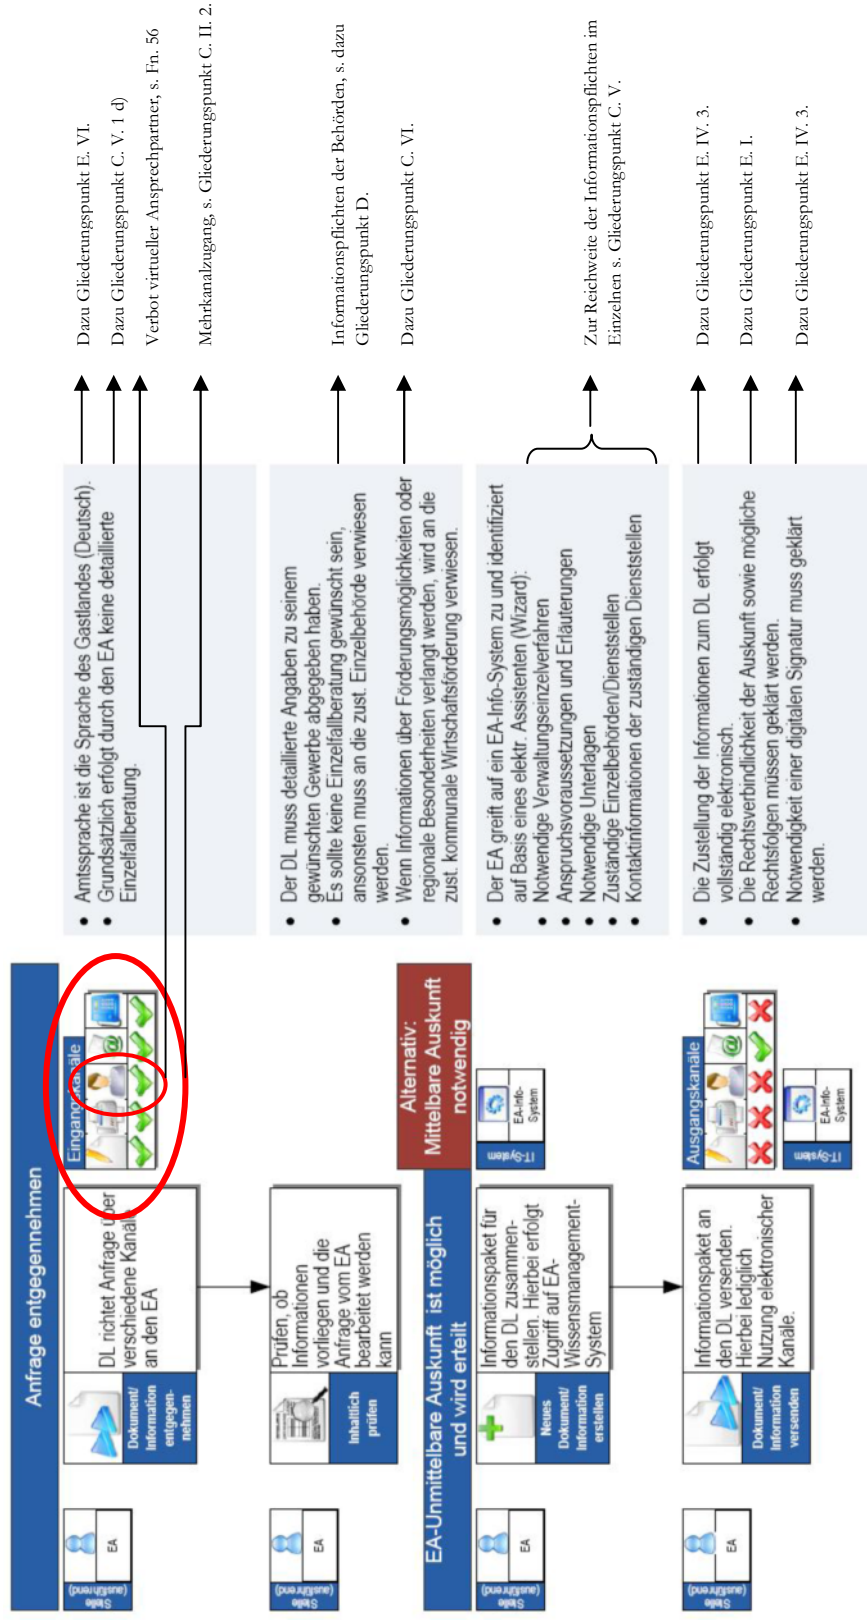 Anfrage entgegennehmen
Stelle
(ausführend)
EA
Dokument/
Information
entgegen-
nehmen
DL richtet Anfrage über
verschiedene Kanäle
an den EA
Eingangskanäle
• Amtssprache ist die Sprache des Gastlandes (Deutsch).
• Grundsätzlich erfolgt durch den EA keine detaillierte
Einzelfallberatung.
Dazu Gliederungspunkt E. VI.
Dazu Gliederungspunkt C. V. 1 d)
Verbot virtueller Ansprechpartner, s. Fn. 56
Mehrkanalzugang, s. Gliederungspunkt C. II. 2.
Stelle
(ausführend)
EA
Inhaltlich
prüfen
Prüfen, ob
Informationen
vorliegen und die
Anfrage vom EA
bearbeitet werden
kann
• Der DL muss detaillierte Angaben zu seinem
gewünschten Gewerbe abgegeben haben.
• Es sollte keine Einzelfallberatung gewünscht sein,
ansonsten muss an die zust. Einzelbehörde verwiesen
werden.
• Wenn Informationen über Förderungsmöglichkeiten oder
regionale Besonderheiten verlangt werden, wird an die
zust. kommunale Wirtschaftsförderung verwiesen.
Informationspflichten der Behörden, s. dazu
Gliederungspunkt D.
Dazu Gliederungspunkt C. VI.
EA-Unmittelbare Auskunft ist möglich
und wird erteilt
Alternativ:
Mittelbare Auskunft
notwendig
Stelle
(ausführend)
EA
Neues
Dokument/
Information
erstellen
Informationspaket für
den DL zusammen-
stellen. Hierbei erfolgt
Zugriff auf EA-
Wissensmanagement-
System
IT-System
EA-Info-
System
• Der EA greift auf ein EA-Info-System zu und identifiziert
auf Basis eines elektr. Assistenten (Wizard):
• Notwendige Verwaltungseinzelverfahren
• Anspruchsvoraussetzungen und Erläuterungen
• Notwendige Unterlagen
• Zuständige Einzelbehörden/Dienststellen
• Kontaktinformationen der zuständigen Dienststellen
Zur Reichweite der Informationspflichten im
Einzelnen s. Gliederungspunkt C. V.
Stelle
(ausführend)
EA
Dokument/
Information
versenden
Informationspaket an
den DL versenden.
Hierbei lediglich
Nutzung elektronischer
Kanäle.
Ausgangskanäle
IT-System
EA-Info-
System
• Die Zustellung der Informationen zum DL erfolgt
vollständig elektronisch.
• Die Rechtsverbindlichkeit der Auskunft sowie mögliche
Rechtsfolgen müssen geklärt werden.
• Notwendigkeit einer digitalen Signatur muss geklärt
werden.
Dazu Gliederungspunkt E. IV. 3.
Dazu Gliederungspunkt E. I.
Dazu Gliederungspunkt E. IV. 3.